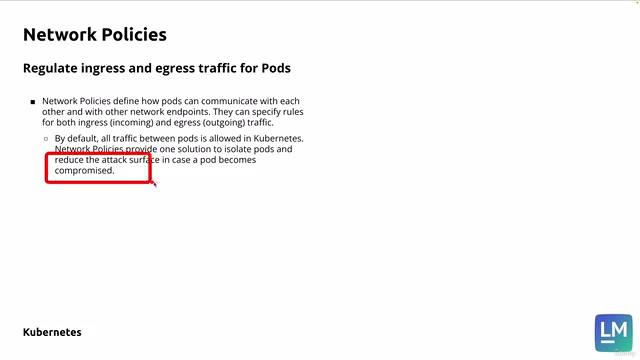 Network Policies
Regulate ingress and egress traffic for Pods
Network Policies define how pods can communicate with each
other and with other network endpoints. They can specify rules
for both ingress (incoming) and egress (outgoing) traffic.
By default, all traffic between pods is allowed in Kubernetes.
Network Policies provide one solution to isolate pods and
reduce the attack surface in case a pod becomes
compromised.
Kubernetes
LM